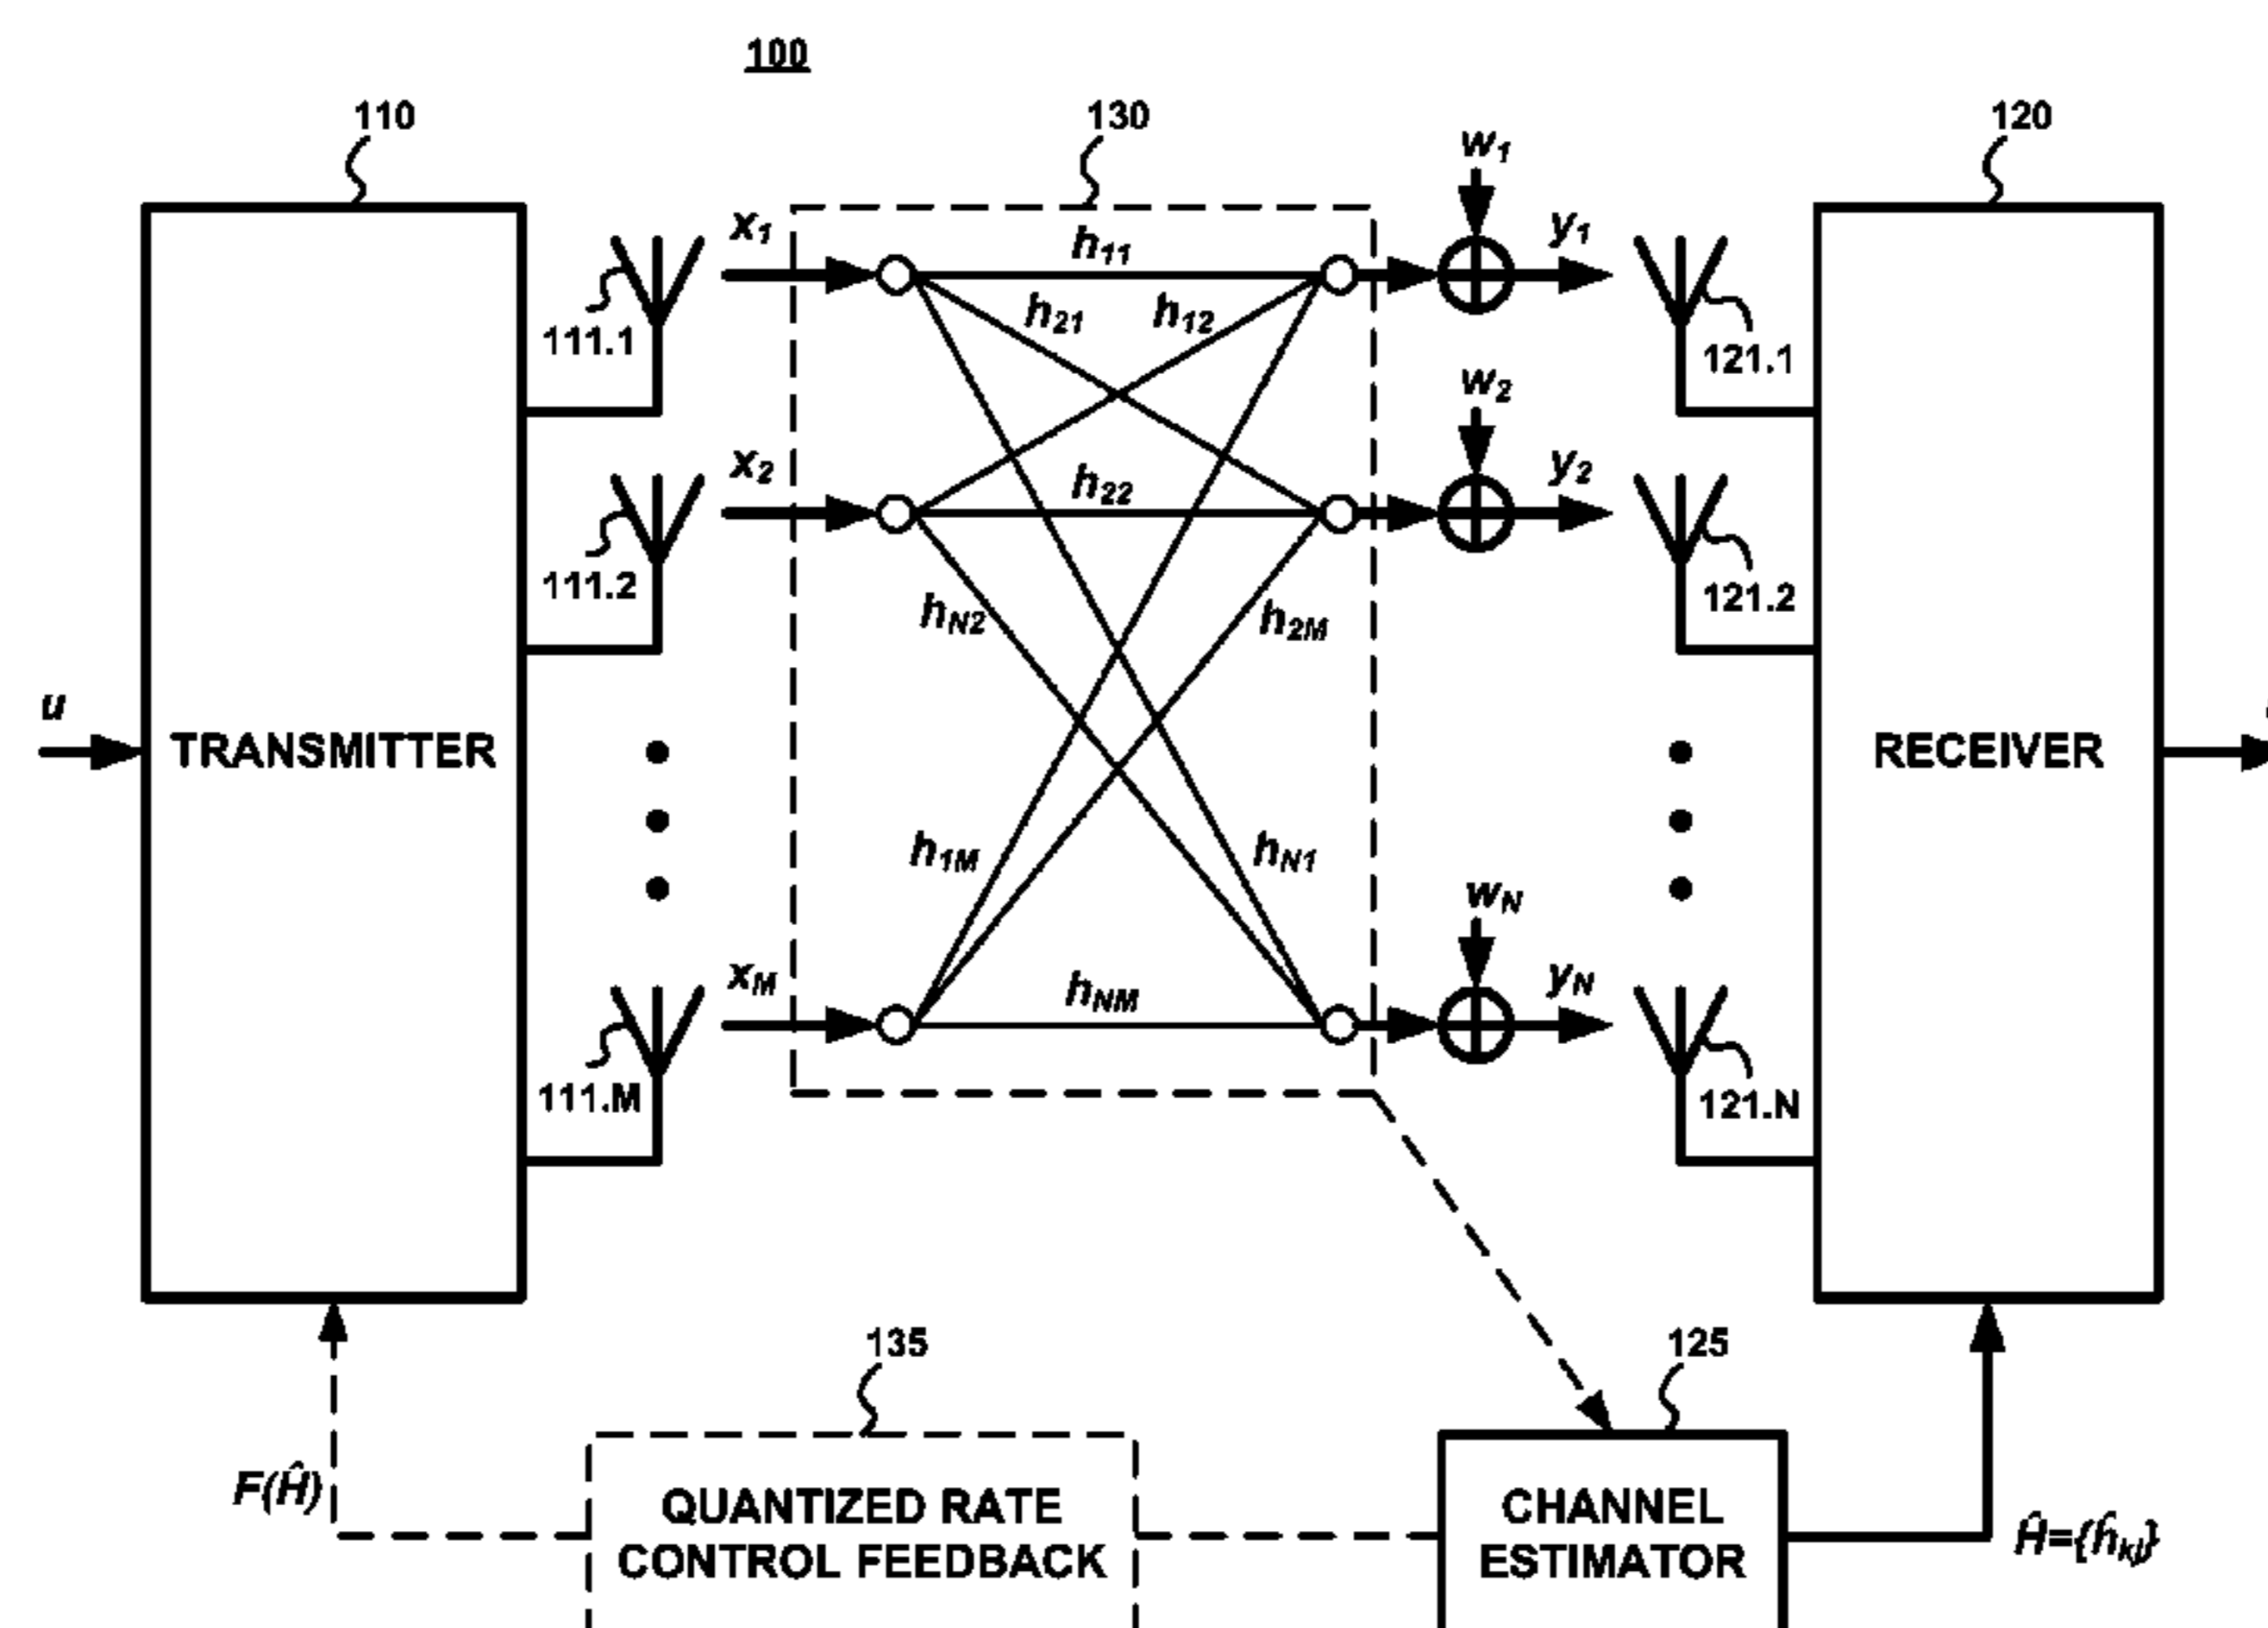 100
110
130
120
w1
x1
h11
y1
h21
h12
111.1
121.1
w2
x2
h22
y2
111.2
121.2
hN2
h2M
u
TRANSMITTER
RECEIVER
h1M
hN1
wN
xM
hNM
yN
111.M
121.N
135
125
F(Ĥ)
QUANTIZED RATE
CONTROL FEEDBACK
CHANNEL
ESTIMATOR
Ĥ={ĥkj}